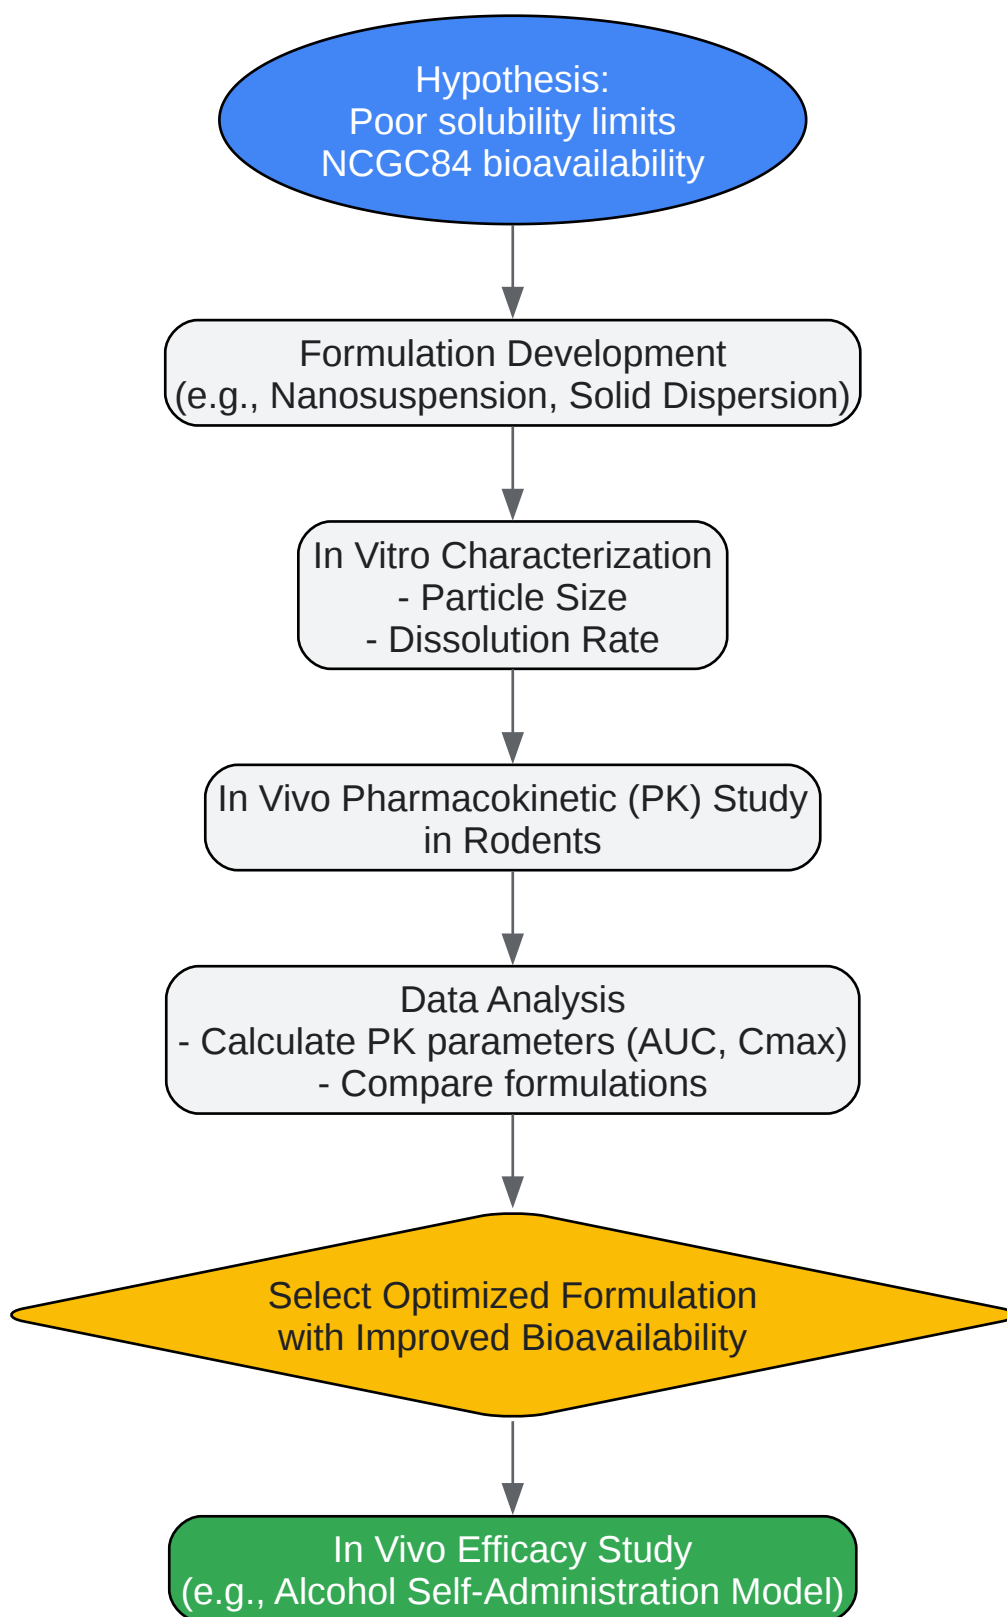 Hypothesis:
Poor solubility limits
NCGC84 bioavailability
Formulation Development
(e.g., Nanosuspension, Solid Dispersion)
In Vitro Characterization
- Particle Size
- Dissolution Rate
In Vivo Pharmacokinetic (PK) Study
in Rodents
Data Analysis
- Calculate PK parameters (AUC, Cmax)
- Compare formulations
Select Optimized Formulation
with Improved Bioavailability
In Vivo Efficacy Study
(e.g., Alcohol Self-Administration Model)